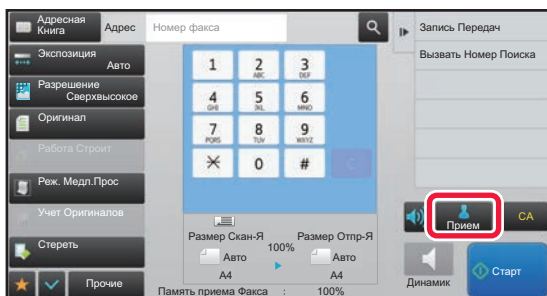 Адресная
Книга
Адрес
Номер факса
Запись Передач
Экспозиция
Авто
Вызвать Номер Поиска
Разрешение
Сверхвысокое
Оригинал
Работа Строит
Реж. Медл.Прос
Учет Оригиналов
Стереть
Прочие
1
2
ABC
3
DEF
4
GHI
5
JKL
6
MNO
7
PQRS
8
TUV
9
WXYZ
0
#
C
Размер Скан-Я
100%
Размер Отпр-Я
Авто
Авто
A4
A4
Память приема Факса : 100%
Прием
CA
Динамик
Старт